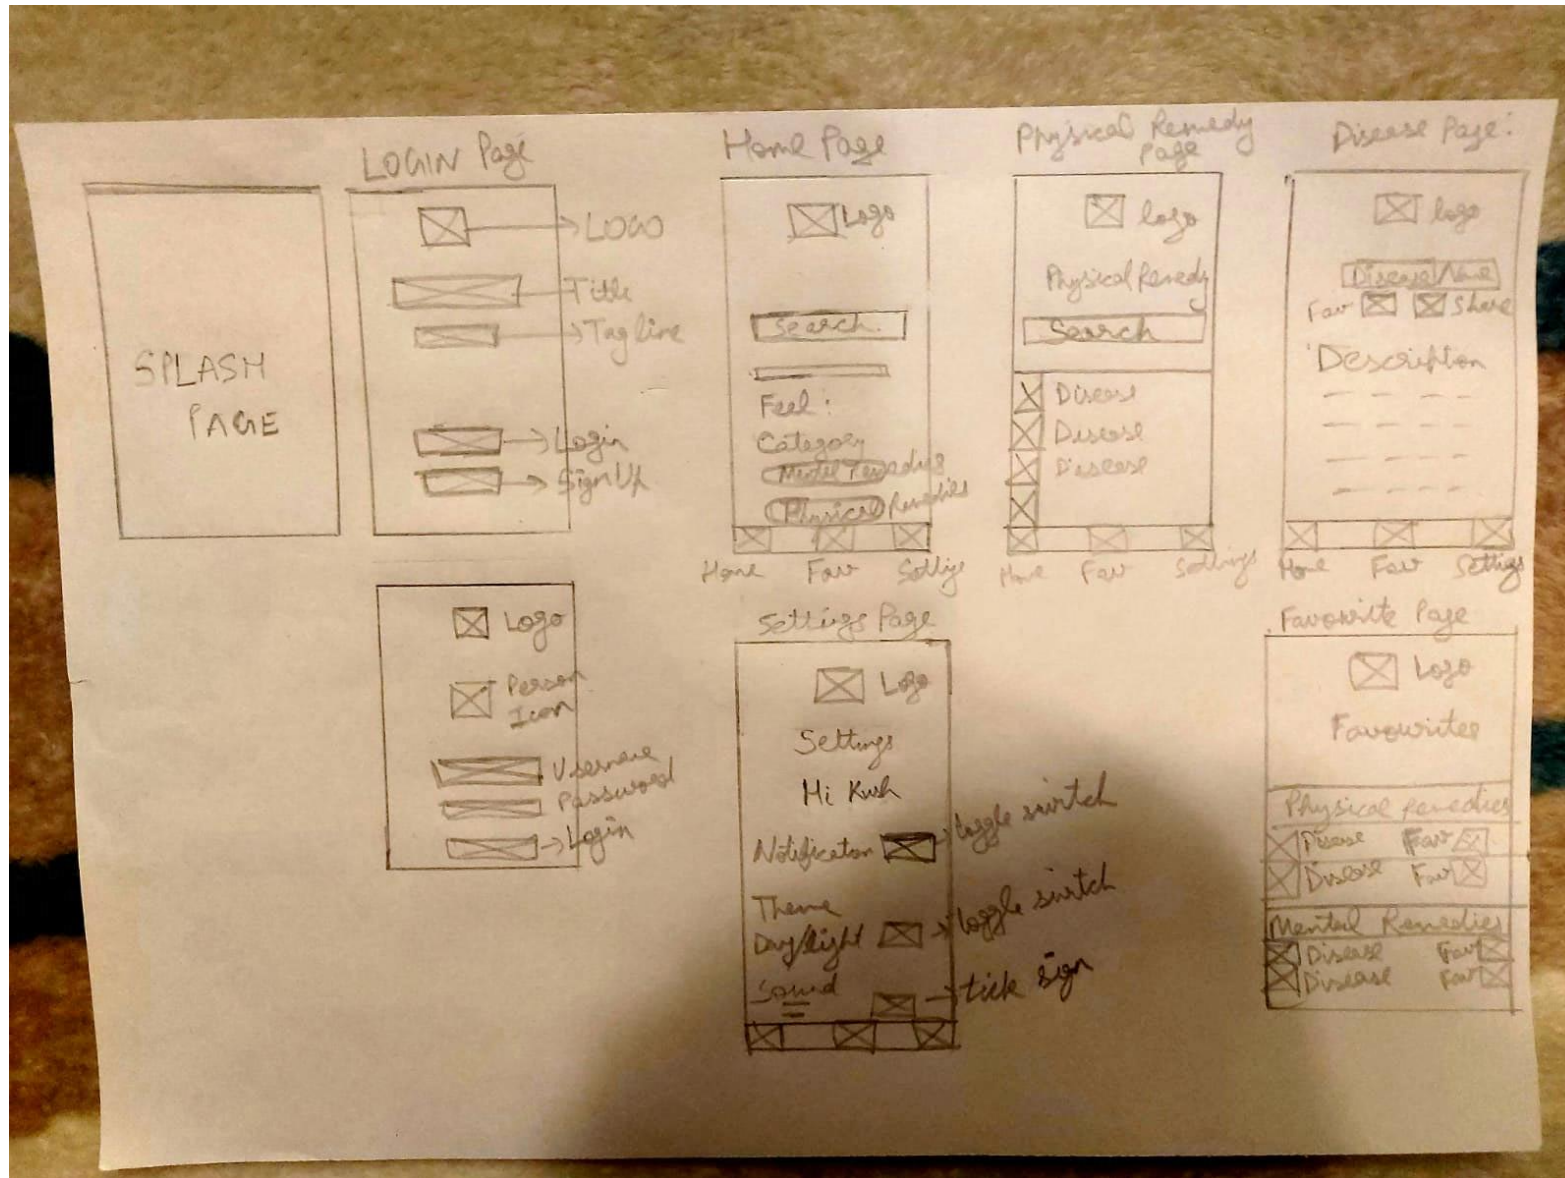 SPLASH
PAGE
LOGIN Page
LOGO
Title
Tagline
Login
SignUp
Logo
Person
Icon
Username
Password
Login
Home Page
Logo
Search.
Feel:
Category
Remedies
Physical Remedies
Home Fav
Settings Page
Logo
Settings
Hi Kush
Notification toggle switch
Theme
toggle switch
Sound
tick sign
Physical Remedy
Page
logo
Physical Remedy
Search
Disease
Disease
Disease
Home Fav Settings
Disease Page:
logo
Disease Name
Fav Share
Description
Home Fav Settings
Favourite Page
Logo
Favourites
Physical Remedies
Disease Fav
Disease Fav
Mental Remedies
Disease Fav
Disease Fav